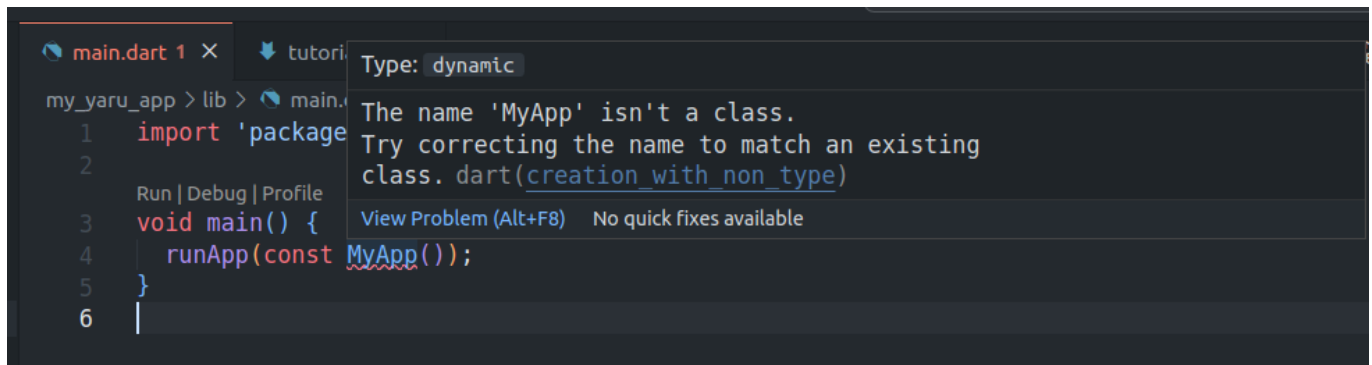 main.dart 1 ×
tutori
my_yaru_app > lib > main.
Type: dynamic
The name 'MyApp' isn't a class.
Try correcting the name to match an existing
class. dart(creation_with_non_type)
View Problem (Alt+F8) No quick fixes available
1 import 'package
2
Run | Debug | Profile
3 void main() {
4 runApp(const MyApp());
5 }
6